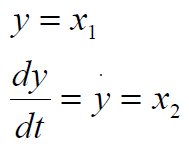 y = x₁
dy/dt = ẏ = x₂